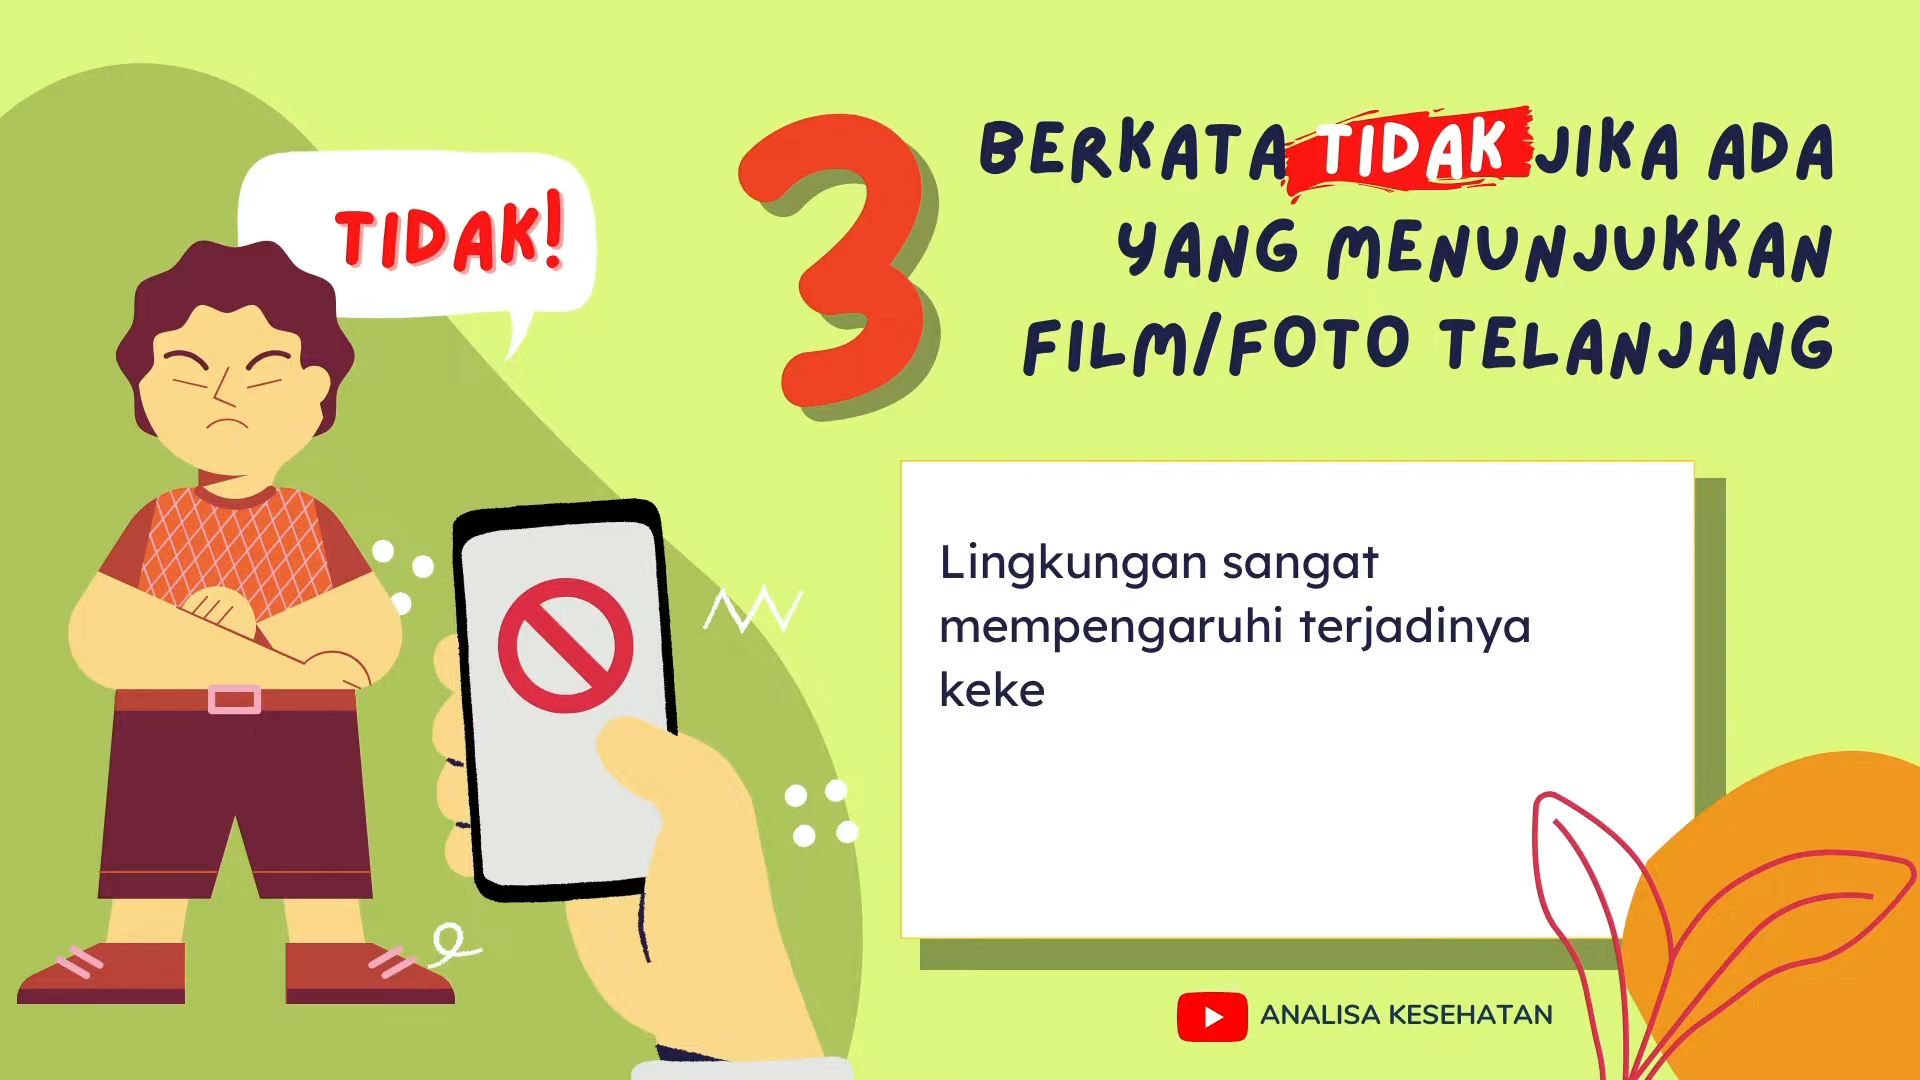 TIDAK!
3
BERKATA TIDAK JIKA ADA
YANG MENUNJUKKAN
FILM/FOTO TELANJANG
Lingkungan sangat
mempengaruhi terjadinya
keke
ANALISA KESEHATAN